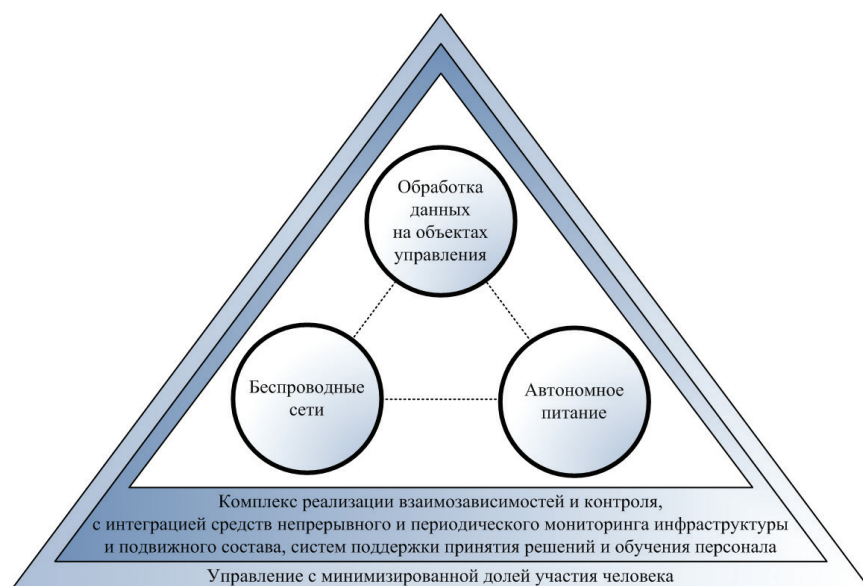 Обработка
данных
на объектах
управления
Беспроводные
сети
Автономное
питание
Комплекс реализации взаимозависимостей и контроля,
с интеграцией средств непрерывного и периодического мониторинга инфраструктуры
и подвижного состава, систем поддержки принятия решений и обучения персонала
Управление с минимизированной долей участия человека